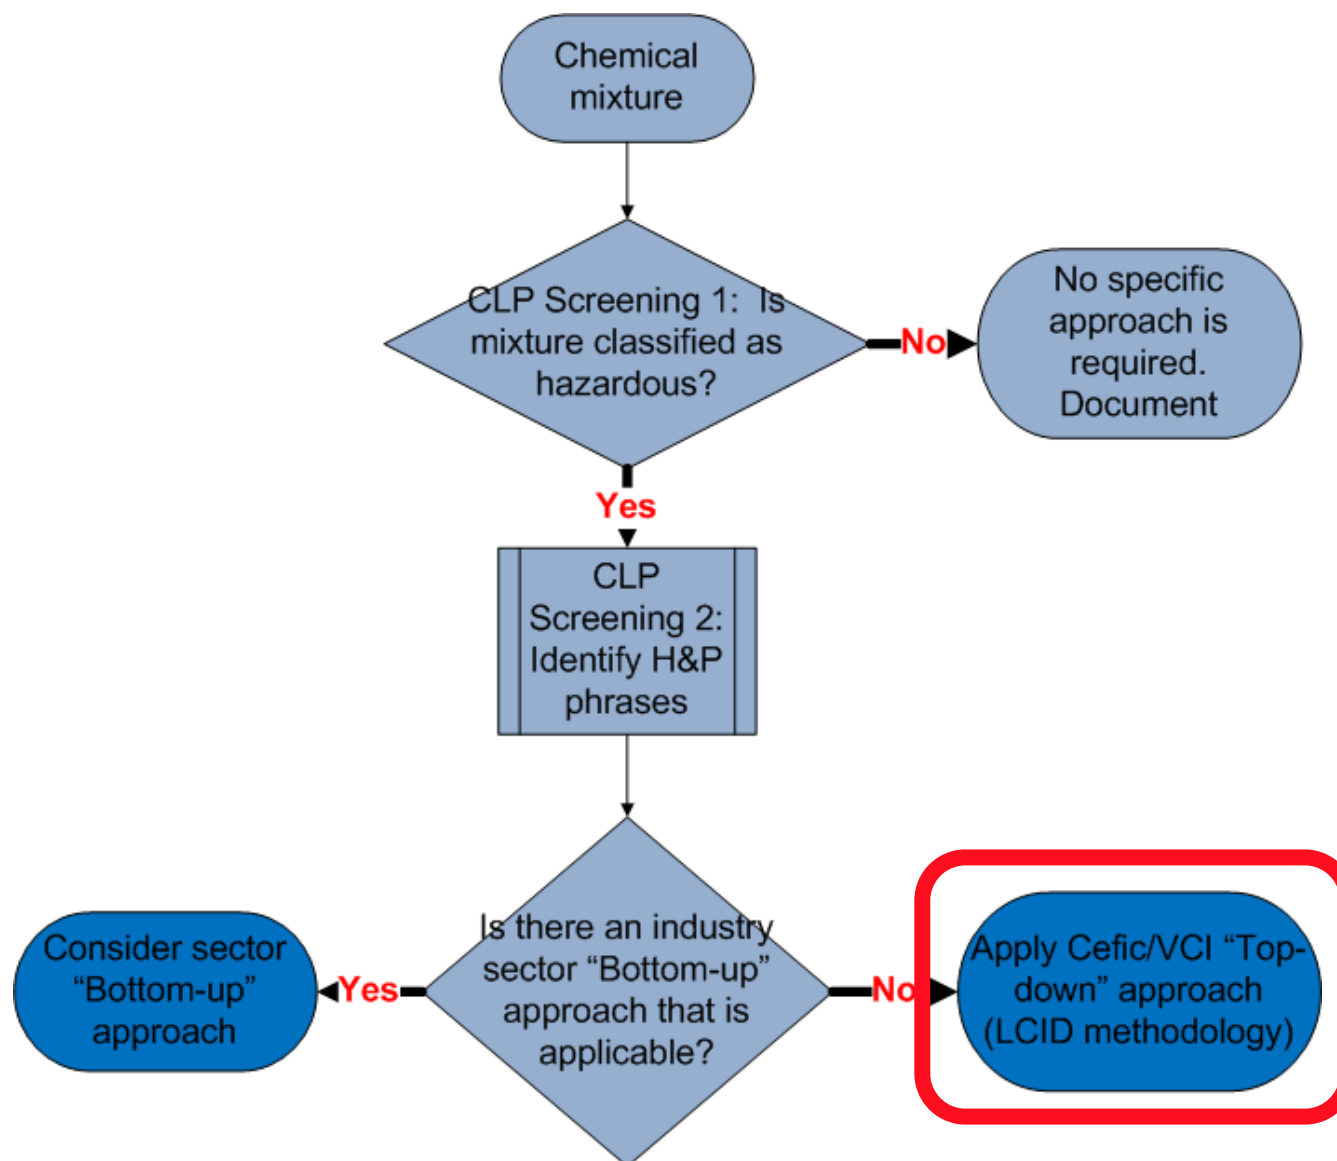 Chemical
mixture
CLP Screening 1:  Is
mixture classified as
hazardous?
No
No specific
approach is
required.
Document
Yes
CLP
Screening 2:
Identify H&P
phrases
Is there an industry
sector “Bottom-up”
approach that is
applicable?
Yes
Consider sector
“Bottom-up”
approach
No
Apply Cefic/VCI “Top-
down” approach
(LCID methodology)